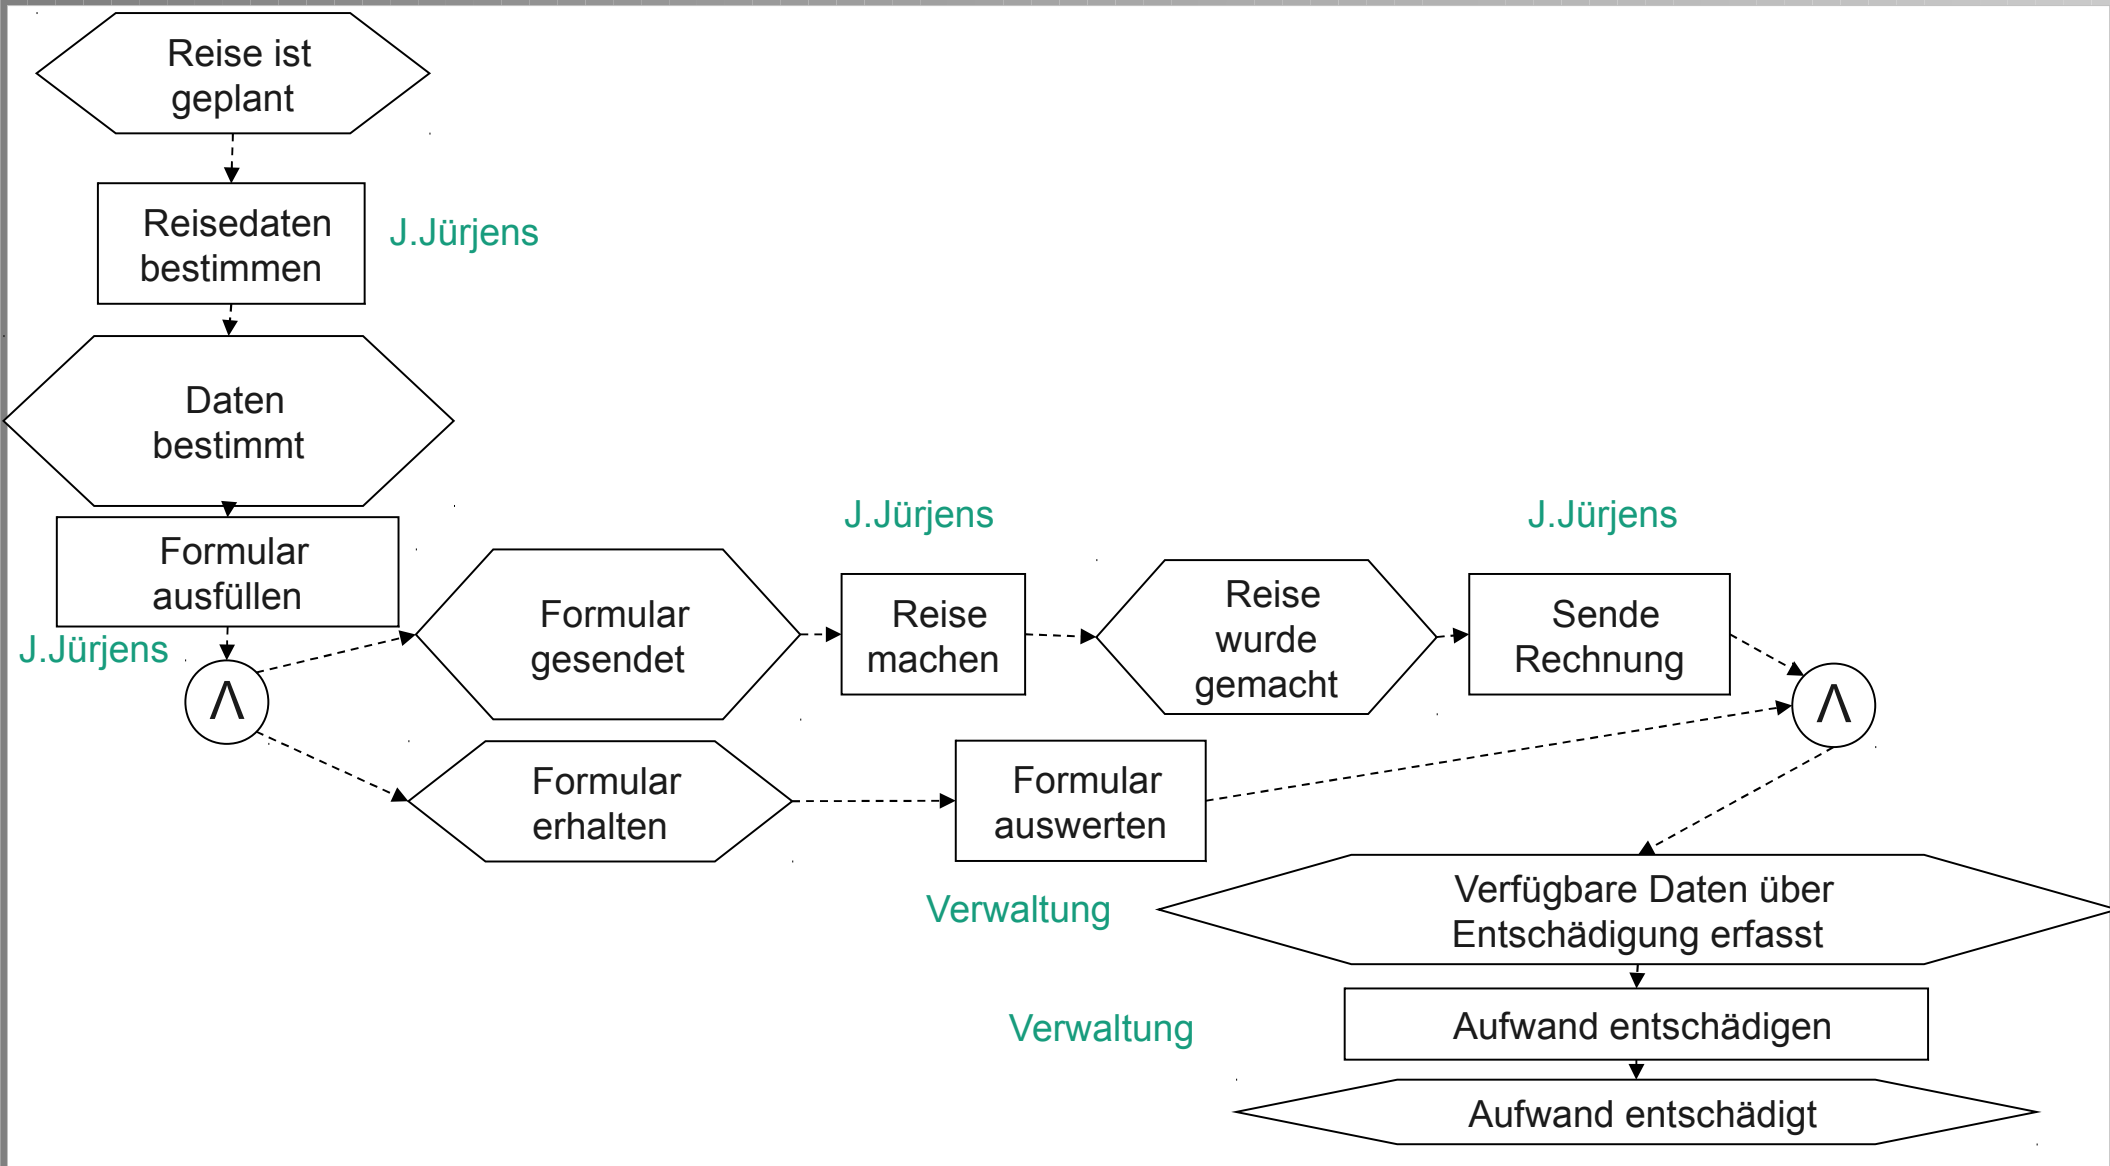 Reise ist
geplant
Reisedaten
bestimmen
J.Jürjens
Daten
bestimmt
Formular
ausfüllen
J.Jürjens
Λ
Formular
gesendet
J.Jürjens
Reise
machen
Reise
wurde
gemacht
J.Jürjens
Sende
Rechnung
Λ
Formular
erhalten
Formular
auswerten
Verwaltung
Verfügbare Daten über
Entschädigung erfasst
Verwaltung
Aufwand entschädigen
Aufwand entschädigt